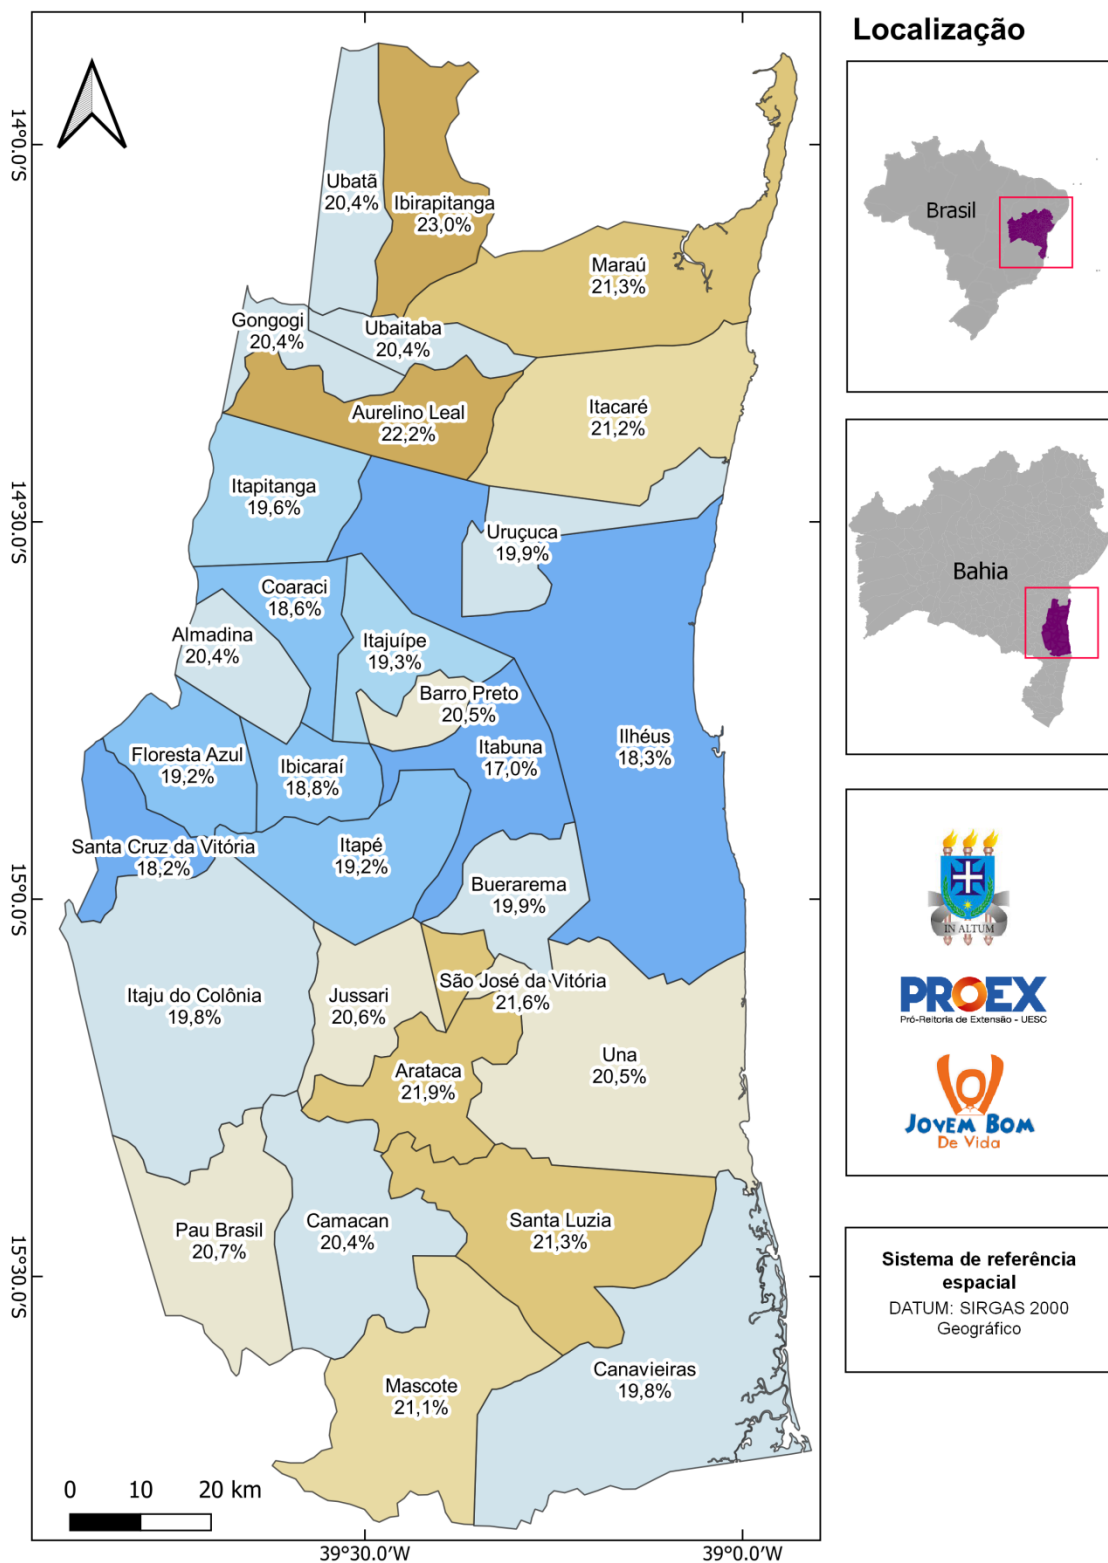 Localização
14°0.0'S
14°30.0'S
15°0.0'S
15°30.0'S
39°30.0'W
39°0.0'W
Ubatã
20,4%
Ibirapitanga
23,0%
Maraú
21,3%
Gongogi
20,4%
Ubaitaba
20,4%
Aurelino Leal
22,2%
Itacaré
21,2%
Itapitanga
19,6%
Uruçuca
19,9%
Coaraci
18,6%
Almadina
20,4%
Itajuípe
19,3%
Barro Preto
20,5%
Itabuna
17,0%
Ilhéus
18,3%
Floresta Azul
19,2%
Ibicaraí
18,8%
Santa Cruz da Vitória
18,2%
Itapé
19,2%
Buerarema
19,9%
Itaju do Colônia
19,8%
Jussari
20,6%
São José da Vitória
21,6%
Arataca
21,9%
Una
20,5%
Pau Brasil
20,7%
Camacan
20,4%
Santa Luzia
21,3%
Mascote
21,1%
Canavieiras
19,8%
0 10 20 km
Brasil
Bahia
IN ALTUM
PROEX
Pró-Reitoria de Extensão - UESC
JOVEM BOM
De Vida
Sistema de referência
espacial
DATUM: SIRGAS 2000
Geográfico